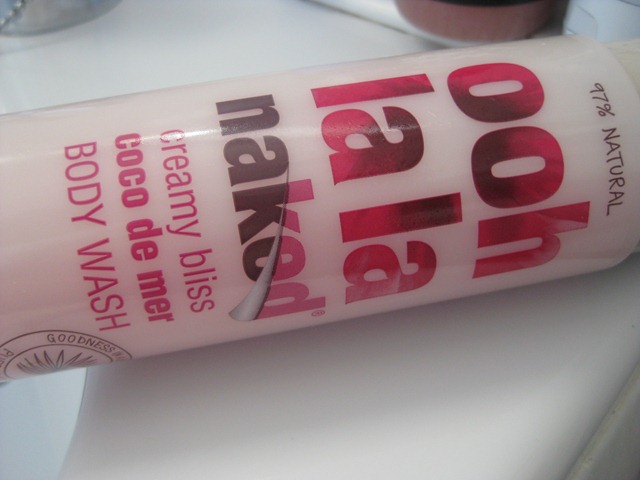 97% NATURAL
ooh
la la
naked®
creamy bliss
coco de mer
BODY WASH
GOODNESS